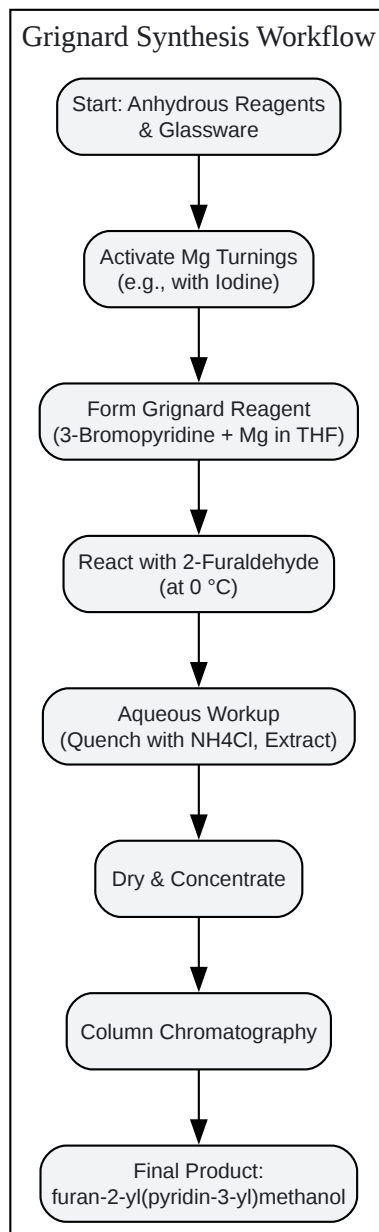 Grignard Synthesis Workflow
Start: Anhydrous Reagents
& Glassware
Activate Mg Turnings
(e.g., with Iodine)
Form Grignard Reagent
(3-Bromopyridine + Mg in THF)
React with 2-Furaldehyde
(at 0 °C)
Aqueous Workup
(Quench with NH4Cl, Extract)
Dry & Concentrate
Column Chromatography
Final Product:
furan-2-yl(pyridin-3-yl)methanol